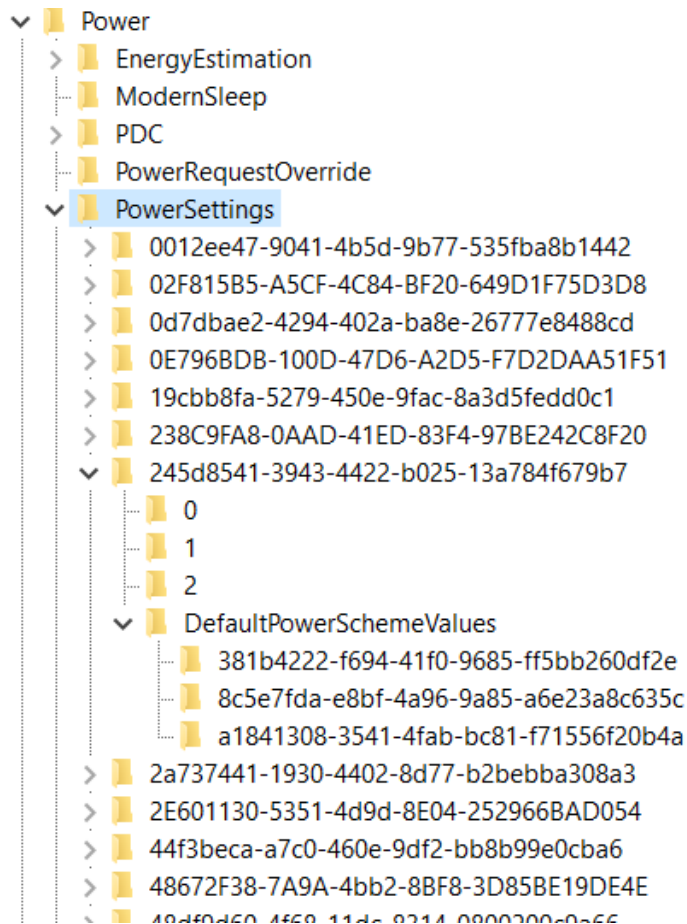 Power
EnergyEstimation
ModernSleep
PDC
PowerRequestOverride
PowerSettings
0012ee47-9041-4b5d-9b77-535fba8b1442
02F815B5-A5CF-4C84-BF20-649D1F75D3D8
0d7dbae2-4294-402a-ba8e-26777e8488cd
0E796BDB-100D-47D6-A2D5-F7D2DAA51F51
19cbb8fa-5279-450e-9fac-8a3d5fedd0c1
238C9FA8-0AAD-41ED-83F4-97BE242C8F20
245d8541-3943-4422-b025-13a784f679b7
0
1
2
DefaultPowerSchemeValues
381b4222-f694-41f0-9685-ff5bb260df2e
8c5e7fda-e8bf-4a96-9a85-a6e23a8c635c
a1841308-3541-4fab-bc81-f71556f20b4a
2a737441-1930-4402-8d77-b2bebba308a3
2E601130-5351-4d9d-8E04-252966BAD054
44f3beca-a7c0-460e-9df2-bb8b99e0cba6
48672F38-7A9A-4bb2-8BF8-3D85BE19DE4E